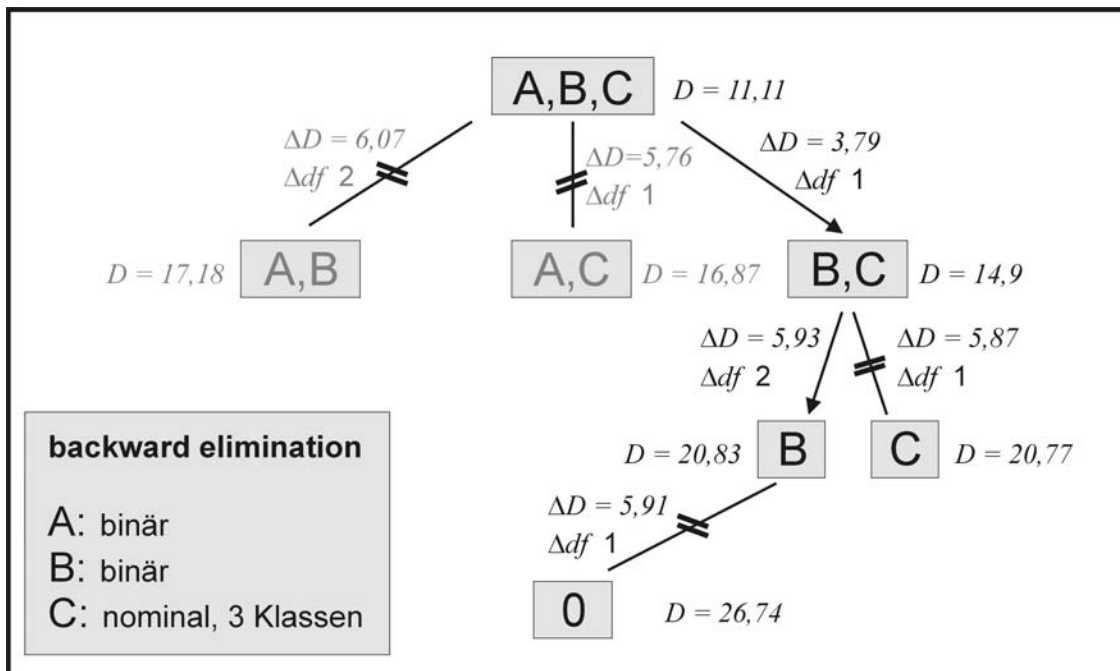 A,B,C D = 11,11
ΔD = 6,07
Δdf 2
ΔD=5,76
Δdf 1
ΔD = 3,79
Δdf 1
D = 17,18 A,B
A,C D = 16,87
B,C D = 14,9
ΔD = 5,93
Δdf 2
ΔD = 5,87
Δdf 1
D = 20,83 B
C D = 20,77
ΔD = 5,91
Δdf 1
0 D = 26,74
backward elimination
A: binär
B: binär
C: nominal, 3 Klassen